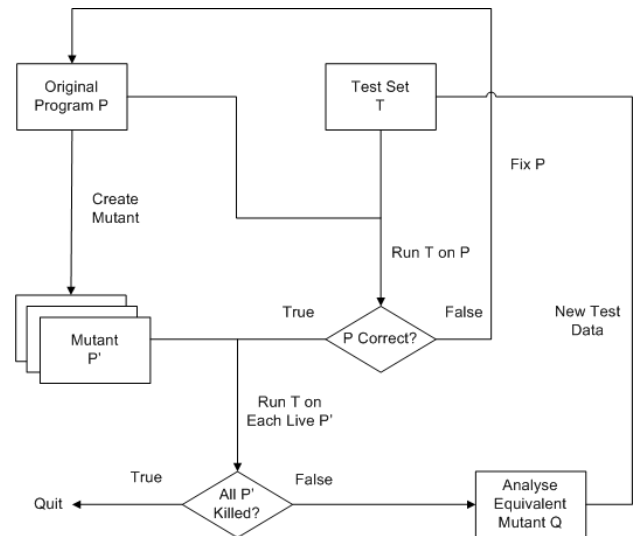 Original
Program P
Test Set
T
Fix P
Create
Mutant
Run T on P
True
False
New Test
Data
Mutant
P'
P Correct?
Run T on
Each Live P'
True
False
Quit
All P'
Killed?
Analyse
Equivalent
Mutant Q